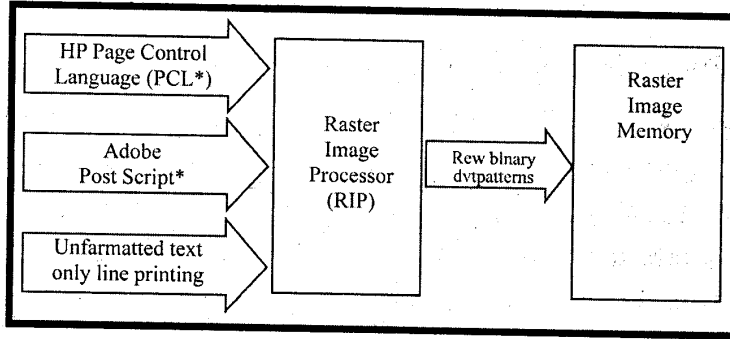 HP Page Control
Language (PCL*)
Adobe
Post Script*
Unfarmatted text
only line printing
Raster
Image
Processor
(RIP)
Rew binary
dvtpatterns
Raster
Image
Memory